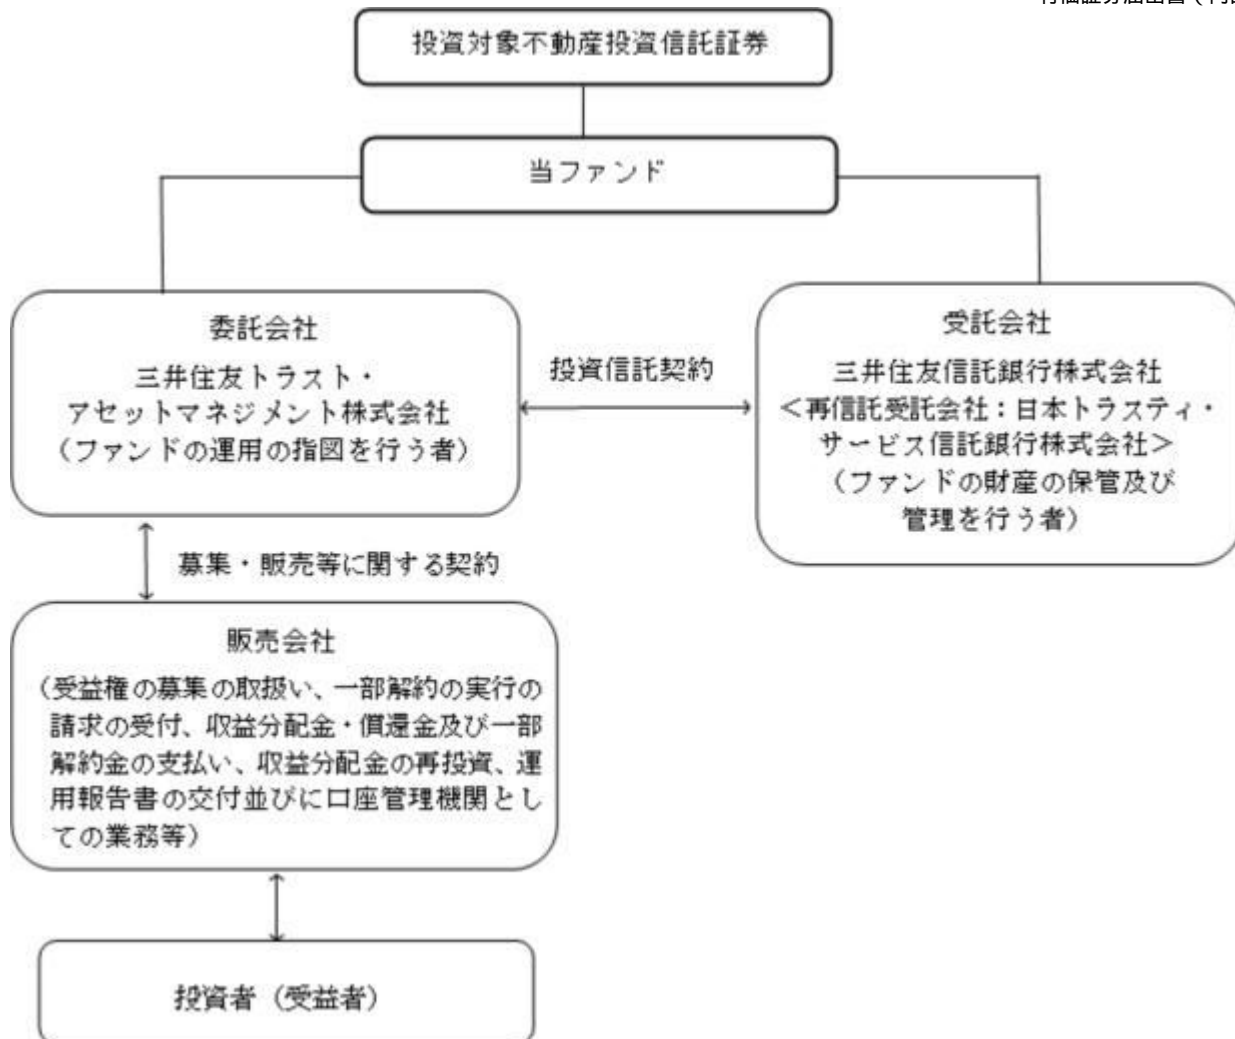 投資対象不動産投資信託証券
当ファンド
委託会社
三井住友トラスト・
アセットマネジメント株式会社
（ファンドの運用の指図を行う者）
投資信託契約
受託会社
三井住友信託銀行株式会社
＜再信託受託会社：日本トラスティ・
サービス信託銀行株式会社＞
（ファンドの財産の保管及び
管理を行う者）
募集・販売等に関する契約
販売会社
（受益権の募集の取扱い、一部解約の実行の
請求の受付、収益分配金・償還金及び一部
解約金の支払い、収益分配金の再投資、運
用報告書の交付並びに口座管理機関とし
ての業務等）
投資者（受益者）